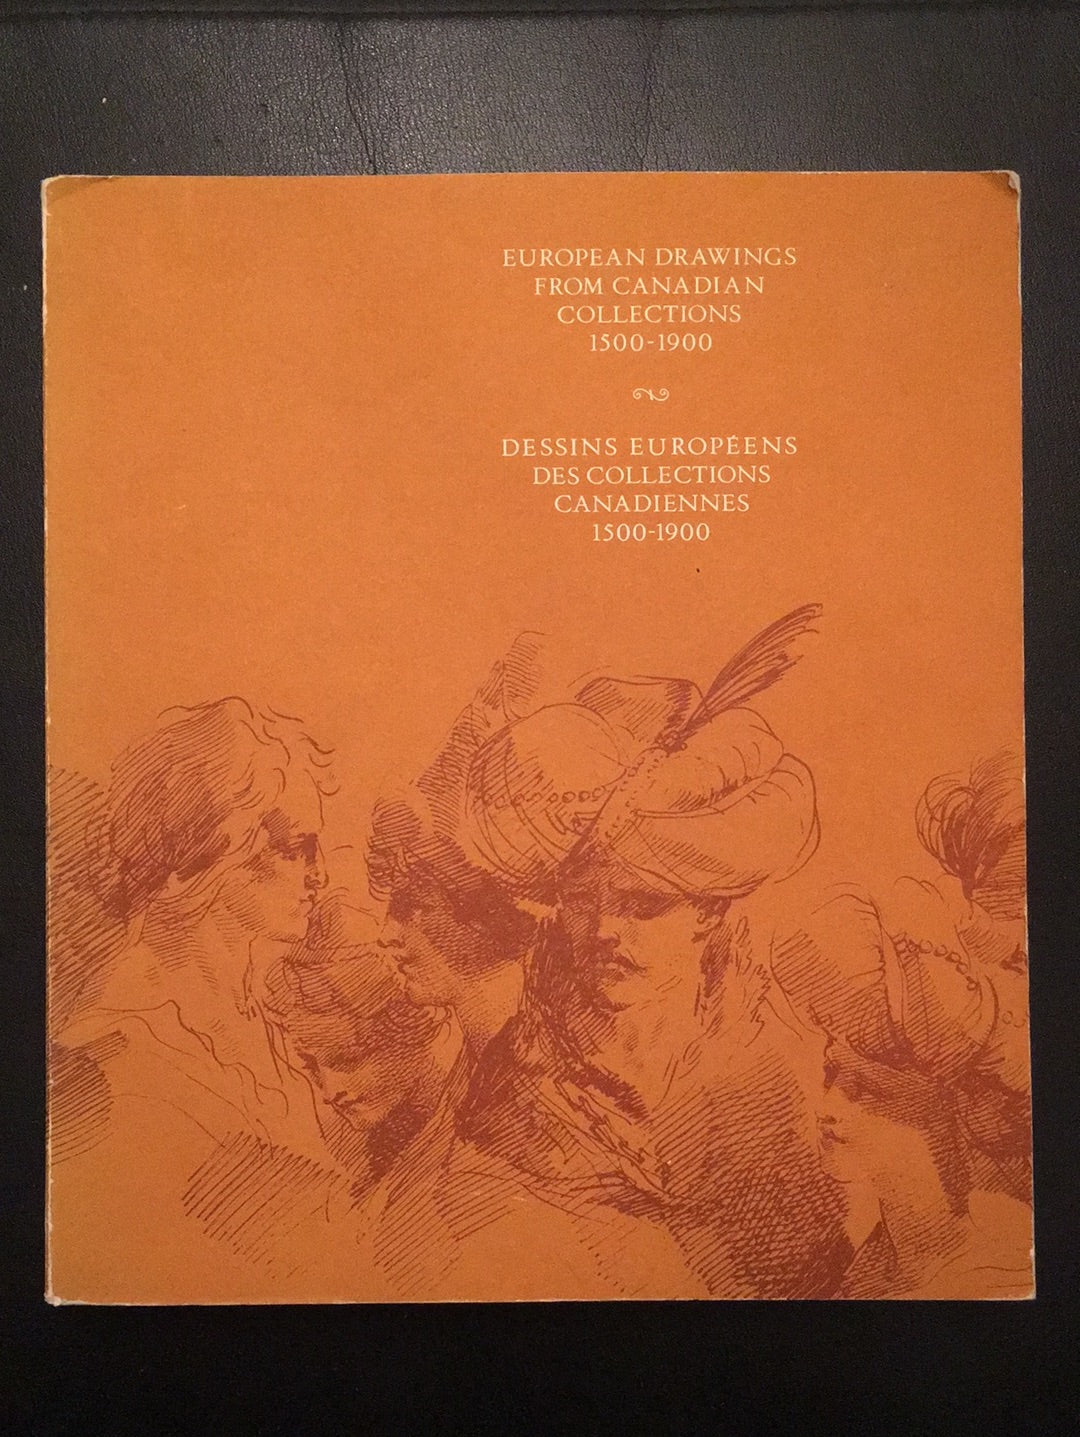 EUROPEAN DRAWINGS
FROM CANADIAN
COLLECTIONS
1500-1900
DESSINS EUROPÉENS
DES COLLECTIONS
CANADIENNES
1500-1900